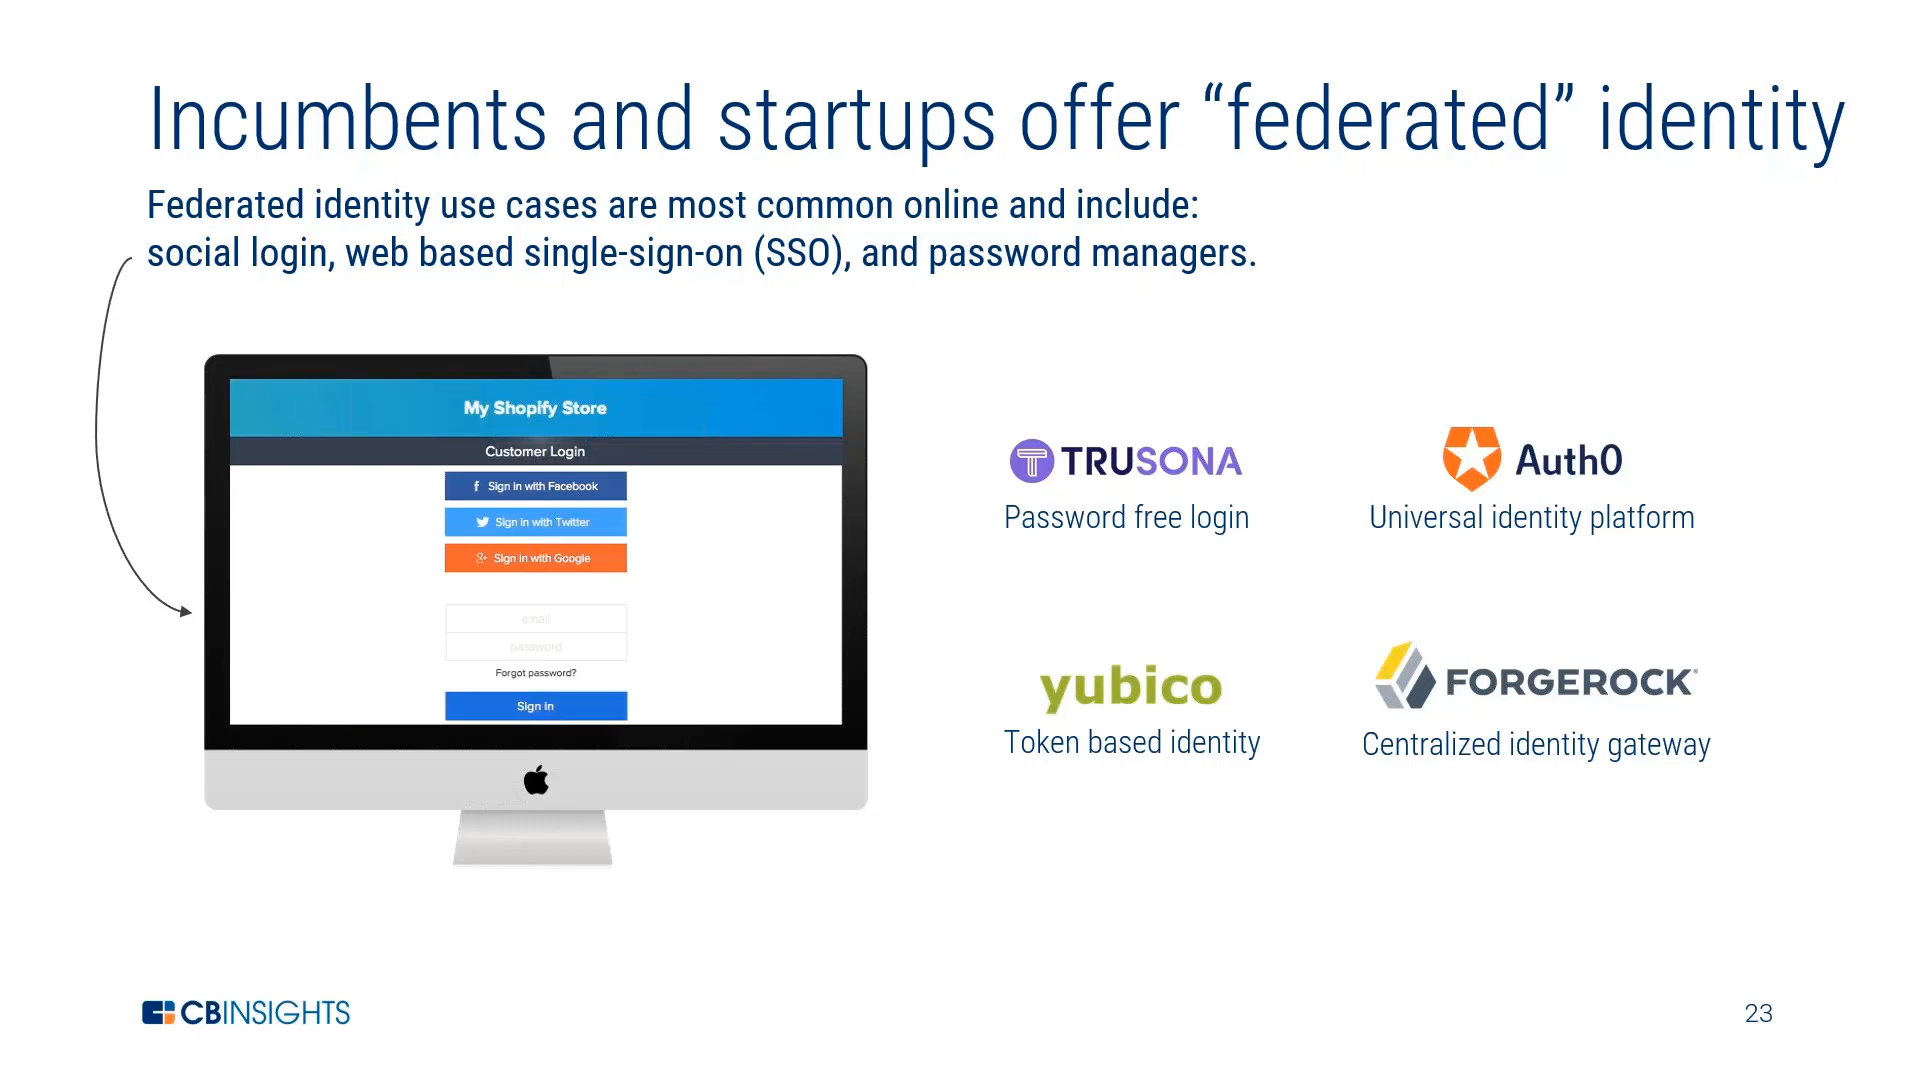 Incumbents and startups offer “federated” identity
Federated identity use cases are most common online and include:
social login, web based single-sign-on (SSO), and password managers.
My Shopify Store
Customer Login
f Sign in with Facebook
Sign in with Twitter
g+ Sign in with Google
email
password
Forgot password?
Sign in
TRUSONA
Password free login
Auth0
Universal identity platform
yubico
Token based identity
FORGEROCK®
Centralized identity gateway
CBINSIGHTS
23